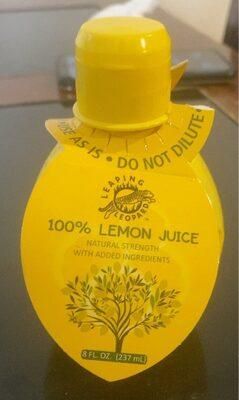 USE AS IS • DO NOT DILUTE
LEAPING
LEOPARD
100% LEMON JUICE
NATURAL STRENGTH
WITH ADDED INGREDIENTS
8 FL. OZ. (237 mL)